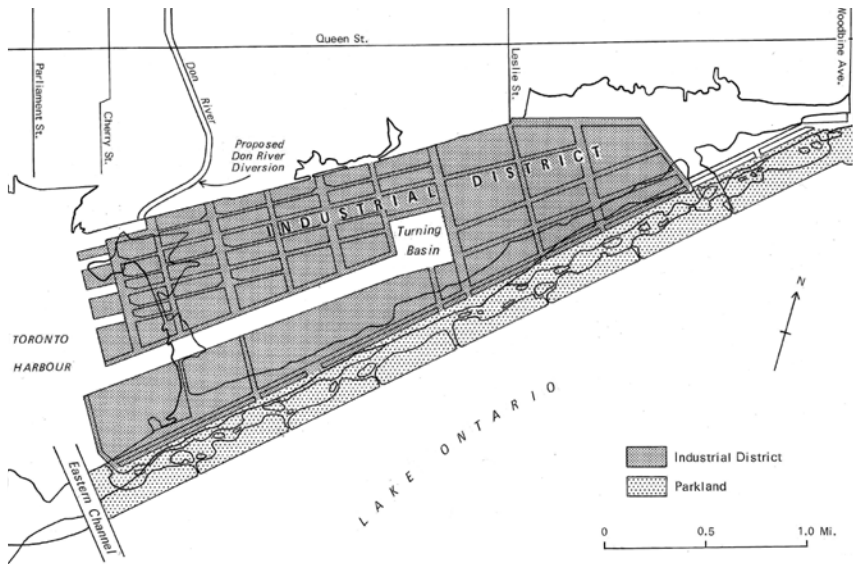 Queen St.
Parliament St.
Cherry St.
Don River
Leslie St.
Woodbine Ave.
Proposed
Don River
Diversion
INDUSTRIAL DISTRICT
Turning
Basin
N
TORONTO
HARBOUR
LAKE ONTARIO
Eastern Channel
Industrial District
Parkland
0 0.5 1.0 Mi.